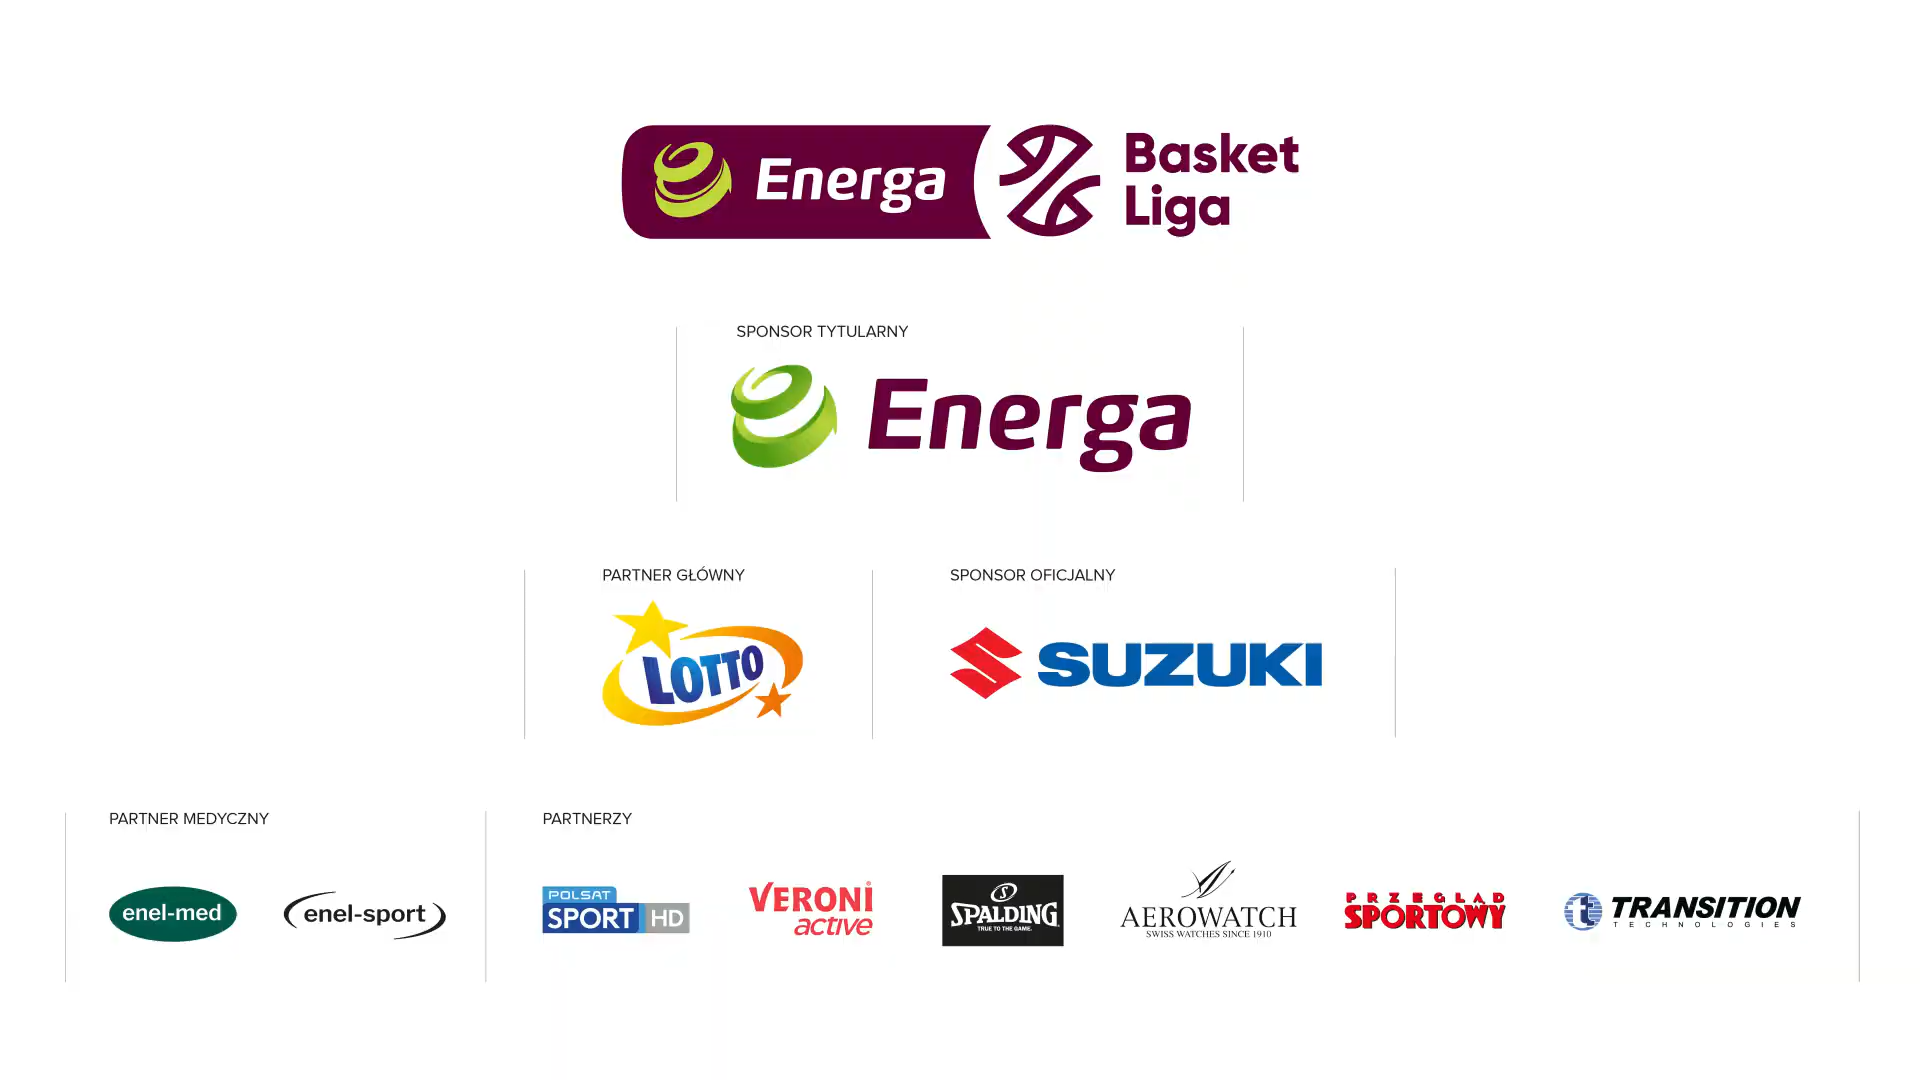 Energa
Basket
Liga
SPONSOR TYTULARNY
Energa
PARTNER GŁÓWNY
SPONSOR OFICJALNY
LOTTO
SUZUKI
PARTNER MEDYCZNY
PARTNERZY
enel-med
enel-sport
POLSAT
SPORT HD
VERONI®
active
SPALDING
TRUE TO THE GAME.
AEROWATCH
SWISS WATCHES SINCE 1910
PRZEGLĄD
SPORTOWY
t TRANSITION
TECHNOLOGIES